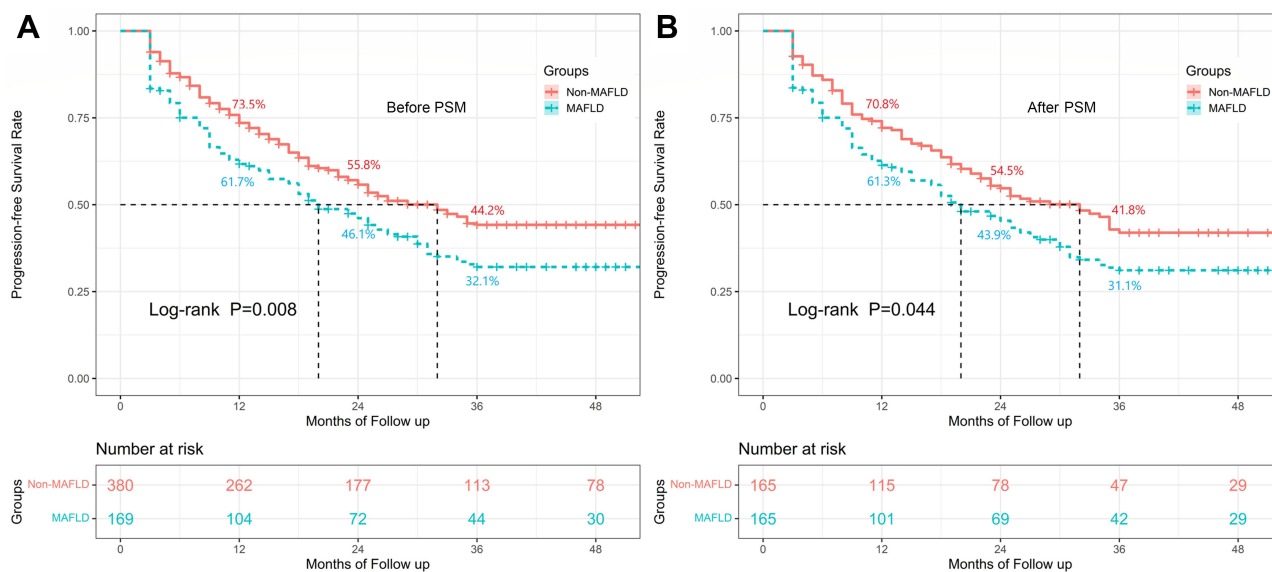 A
Progression-free Survival Rate
1.00
0.75
0.50
0.25
0.00
Groups
Non-MAFLD
MAFLD
Before PSM
73.5%
55.8%
44.2%
61.7%
46.1%
32.1%
Log-rank P=0.008
0 12 24 36 48
Months of Follow up
Number at risk
Groups
Non-MAFLD 380 262 177 113 78
MAFLD 169 104 72 44 30
0 12 24 36 48
Months of Follow up
B
Progression-free Survival Rate
1.00
0.75
0.50
0.25
0.00
Groups
Non-MAFLD
MAFLD
After PSM
70.8%
54.5%
41.8%
61.3%
43.9%
31.1%
Log-rank P=0.044
0 12 24 36 48
Months of Follow up
Number at risk
Groups
Non-MAFLD 165 115 78 47 29
MAFLD 165 101 69 42 29
0 12 24 36 48
Months of Follow up